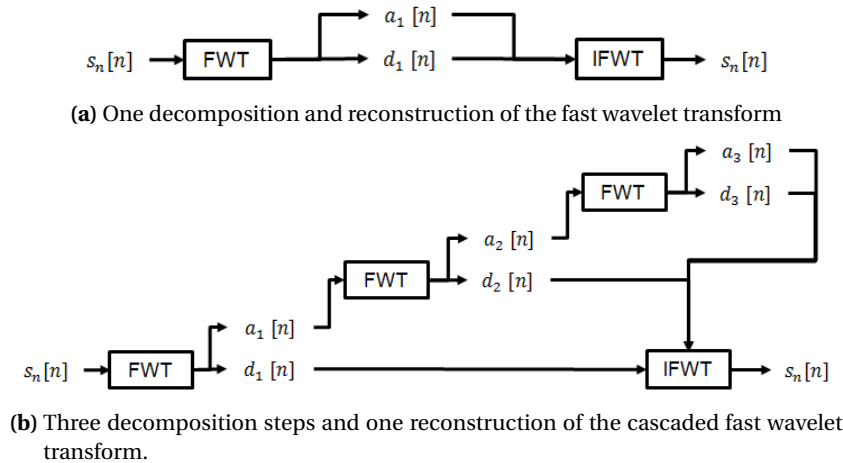 a₁ [n]
sₙ[n] FWT d₁ [n] IFWT sₙ[n]
(a) One decomposition and reconstruction of the fast wavelet transform
a₃ [n]
FWT d₃ [n]
a₂ [n]
FWT d₂ [n]
a₁ [n]
sₙ[n] FWT d₁ [n] IFWT sₙ[n]
(b) Three decomposition steps and one reconstruction of the cascaded fast wavelet
transform.